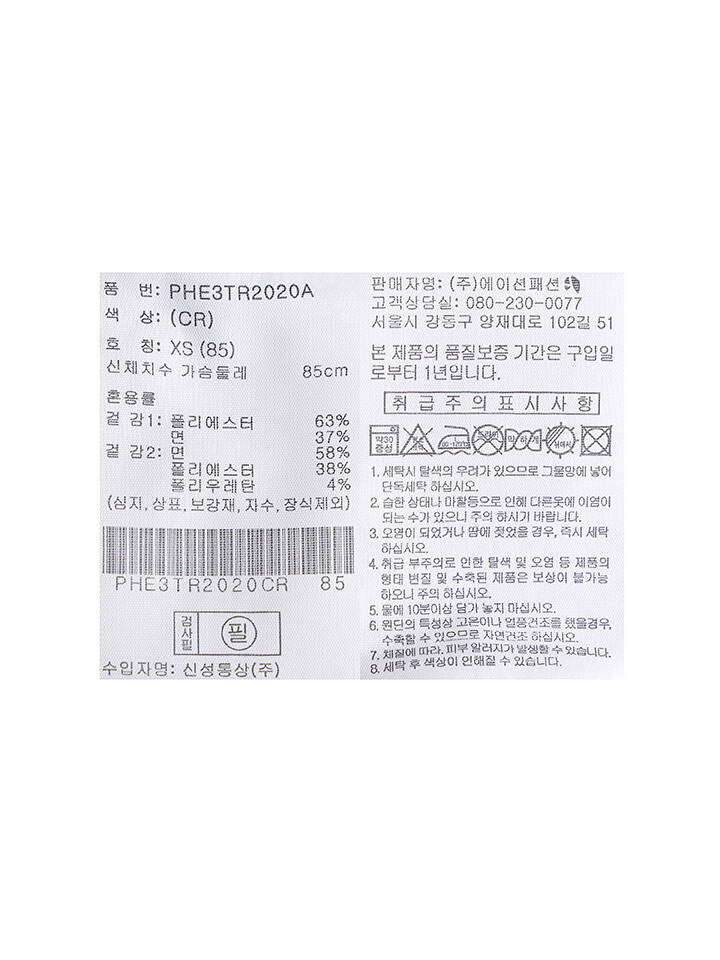 품 번: PHE3TR2020A
색 상: (CR)
호 칭: XS (85)
신체치수 가슴둘레 85cm
혼용률
겉 감1: 폴리에스터 63%
면 37%
겉 감2: 면 58%
폴리에스터 38%
폴리우레탄 4%
(심지, 상표, 보강재, 자수, 장식제외)
PHE3TR2020CR 85
검사필 필
수입자명: 신성통상(주)
판매자명: (주)에이션패션
고객상담실: 080-230-0077
서울시 강동구 양재대로 102길 51
본 제품의 품질보증 기간은 구입일
로부터 1년입니다.
취급주의표시사항
약30 중성
80-120℃
드라이
약하게
뉘어서
1. 세탁시 탈색의 우려가 있으므로 그물망에 넣어
단독세탁 하십시오.
2. 습한 상태나 마찰등으로 인해 다른옷에 이염이
되는 수가 있으니 주의 하시기 바랍니다.
3. 오염이 되었거나 땀에 젖었을 경우, 즉시 세탁
하십시오.
4. 취급 부주의로 인한 탈색 및 오염 등 제품의
형태 변질 및 수축된 제품은 보상이 불가능
하오니 주의 하십시오.
5. 물에 10분이상 담가 놓지 마십시오.
6. 원단의 특성상 고온이나 열풍건조를 했을경우,
수축할 수 있으므로 자연건조 하십시오.
7. 체질에 따라, 피부 알러지가 발생할 수 있습니다.
8. 세탁 후 색상이 연해질 수 있습니다.